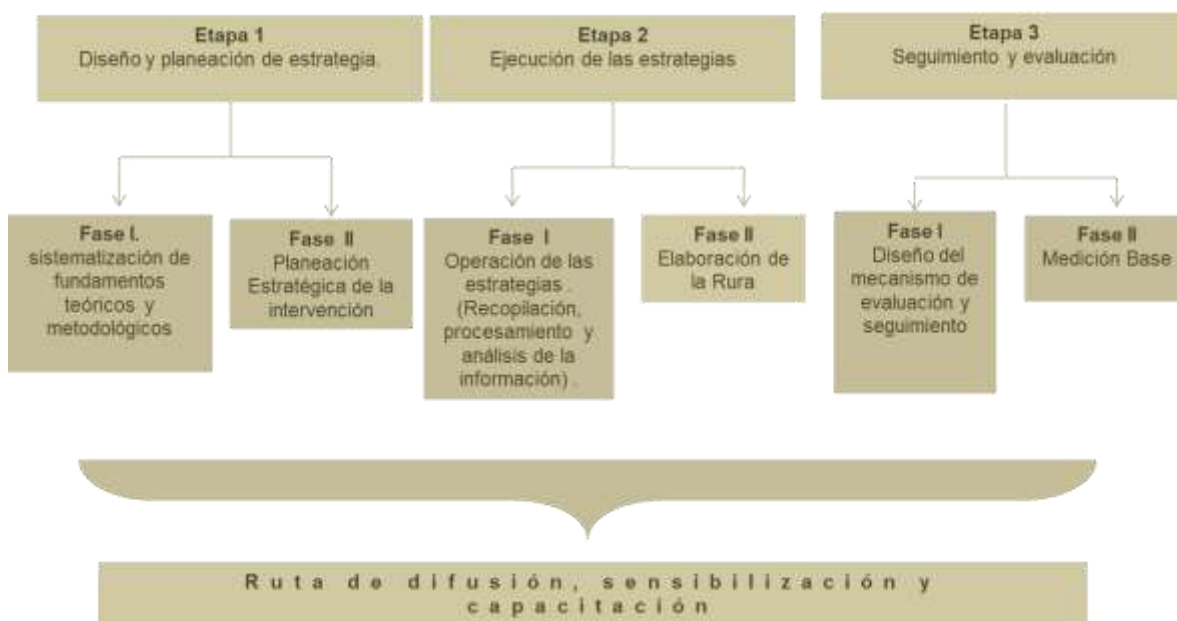 Etapa 1
Diseño y planeación de estrategia.
Etapa 2
Ejecución de las estrategias
Etapa 3
Seguimiento y evaluación
Fase I.
sistematización de
fundamentos
teóricos y
metodológicos
Fase II
Planeación
Estratégica de la
intervención
Fase I
Operación de las
estrategias .
(Recopilación,
procesamiento y
análisis de la
información) .
Fase II
Elaboración de
la Rura
Fase I
Diseño del
mecanismo de
evaluación y
seguimiento
Fase II
Medición Base
Ruta de difusión, sensibilización y
capacitación